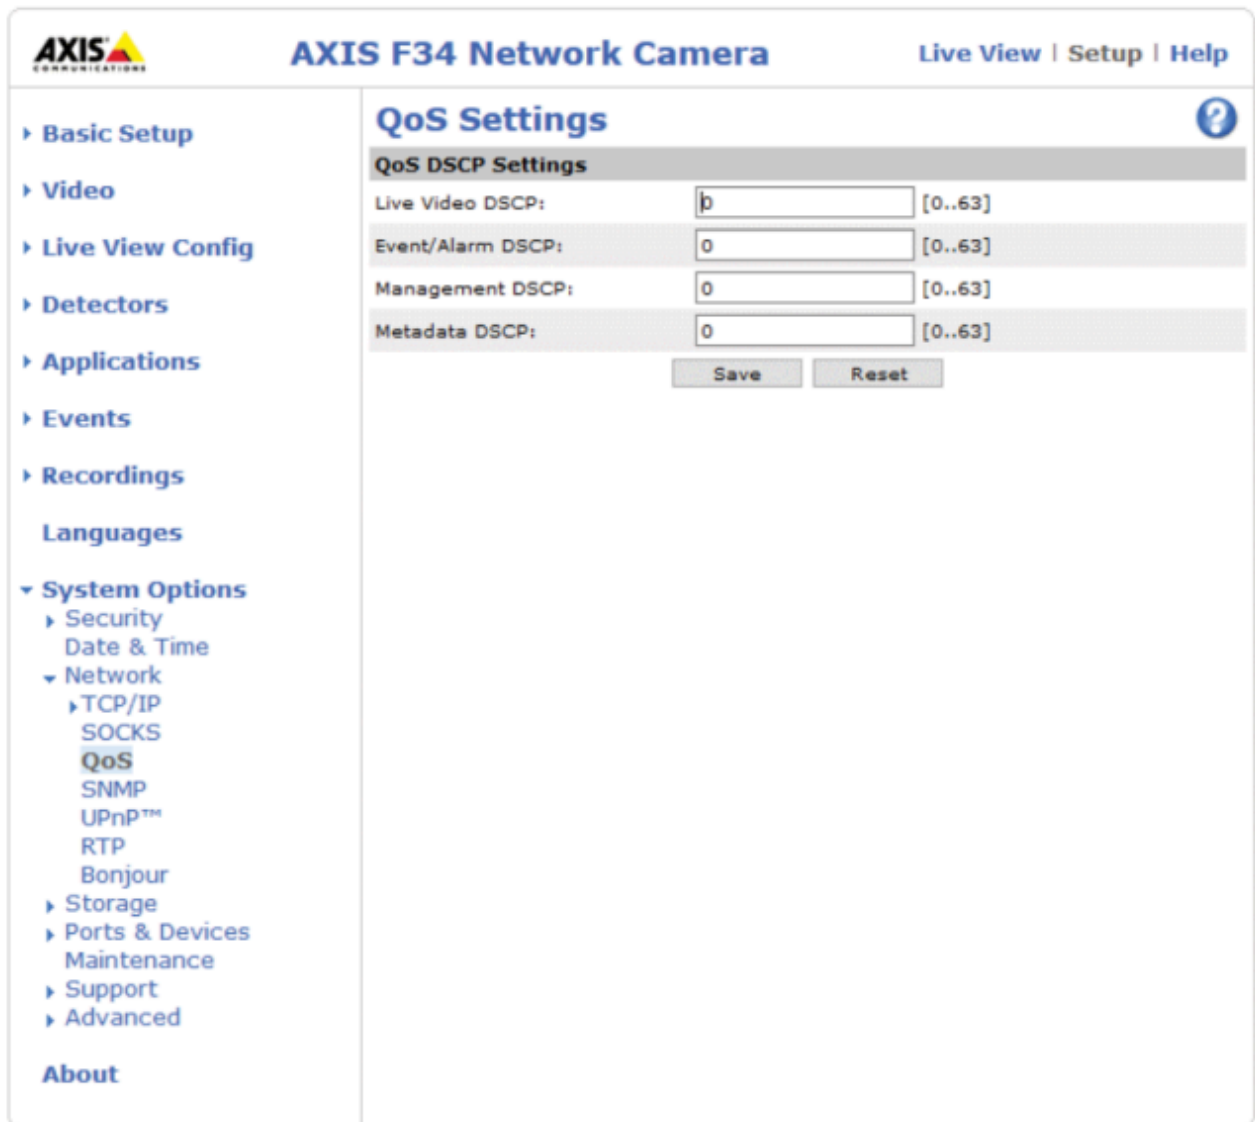 AXIS
COMMUNICATIONS
AXIS F34 Network Camera
Live View | Setup | Help
Basic Setup
Video
Live View Config
Detectors
Applications
Events
Recordings
Languages
System Options
Security
Date & Time
Network
TCP/IP
SOCKS
QoS
SNMP
UPnP™
RTP
Bonjour
Storage
Ports & Devices
Maintenance
Support
Advanced
About
QoS Settings
?
QoS DSCP Settings
Live Video DSCP: 0 [0..63]
Event/Alarm DSCP: 0 [0..63]
Management DSCP: 0 [0..63]
Metadata DSCP: 0 [0..63]
Save Reset